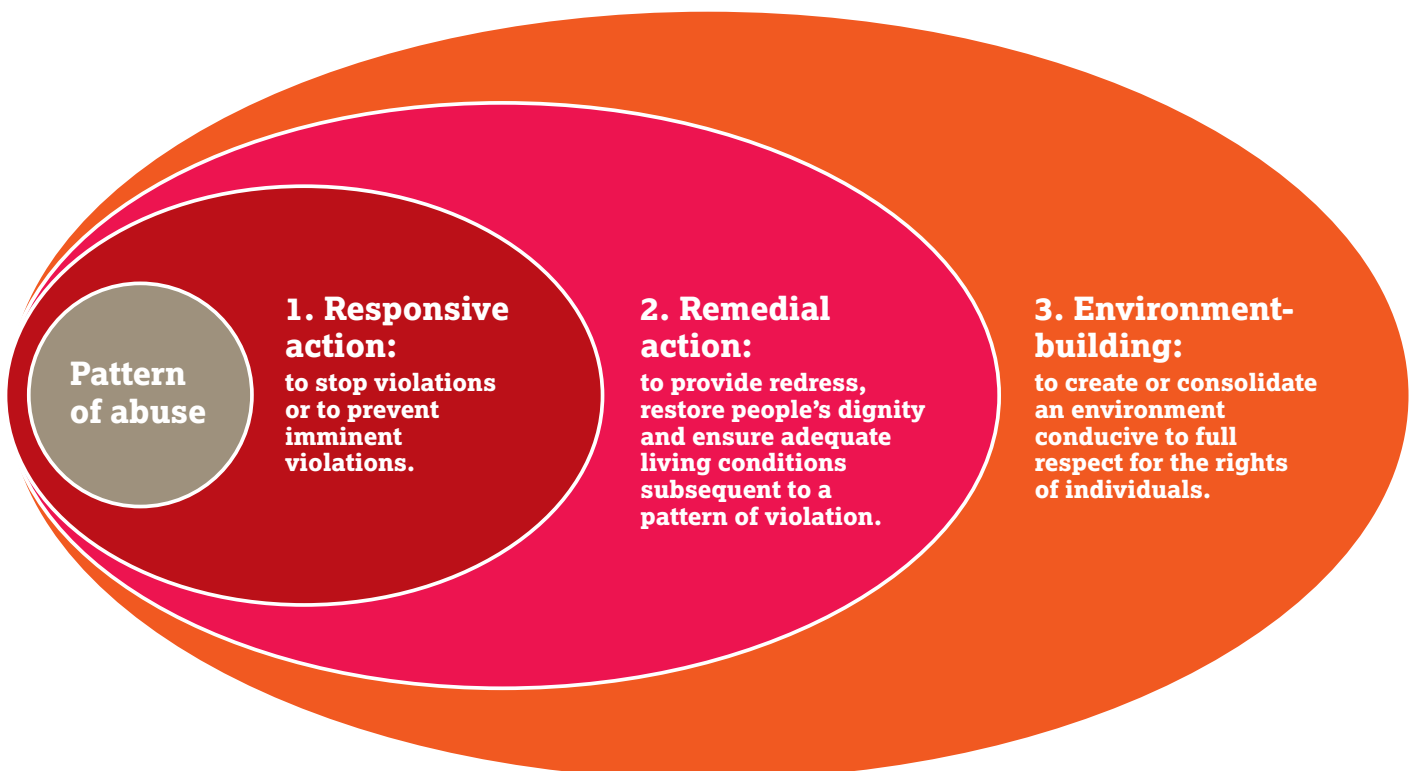 Pattern
of abuse
1. Responsive
action:
to stop violations
or to prevent
imminent
violations.
2. Remedial
action:
to provide redress,
restore people’s dignity
and ensure adequate
living conditions
subsequent to a
pattern of violation.
3. Environment-
building:
to create or consolidate
an environment
conducive to full
respect for the rights
of individuals.